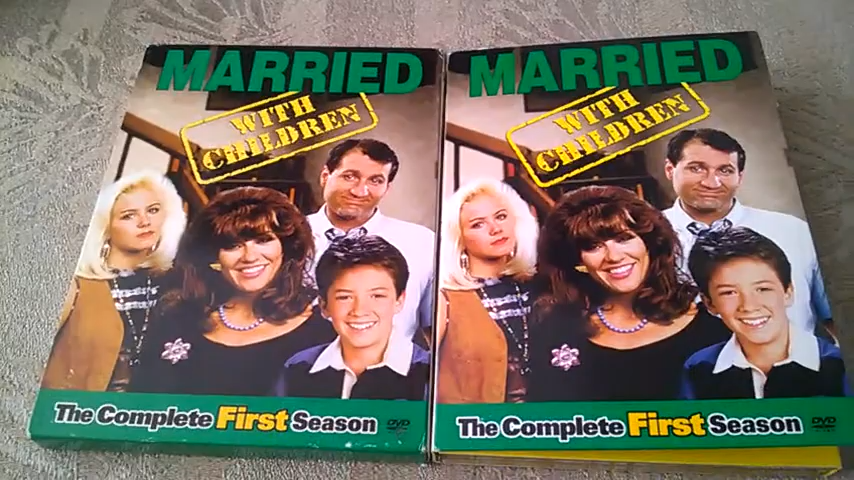 MARRIED
WITH
CHILDREN
The Complete First Season DVD
MARRIED
WITH
CHILDREN
The Complete First Season DVD